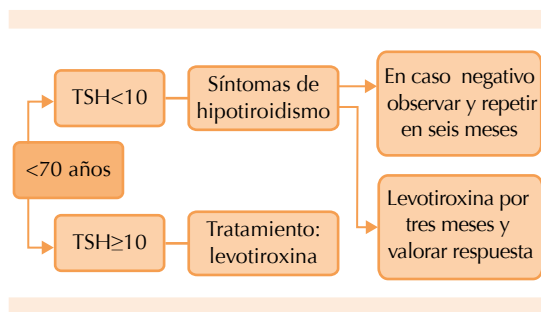 <70 años
TSH<10
Síntomas de
hipotiroidismo
En caso negativo
observar y repetir
en seis meses
Levotiroxina por
tres meses y
valorar respuesta
TSH≥10
Tratamiento:
levotiroxina